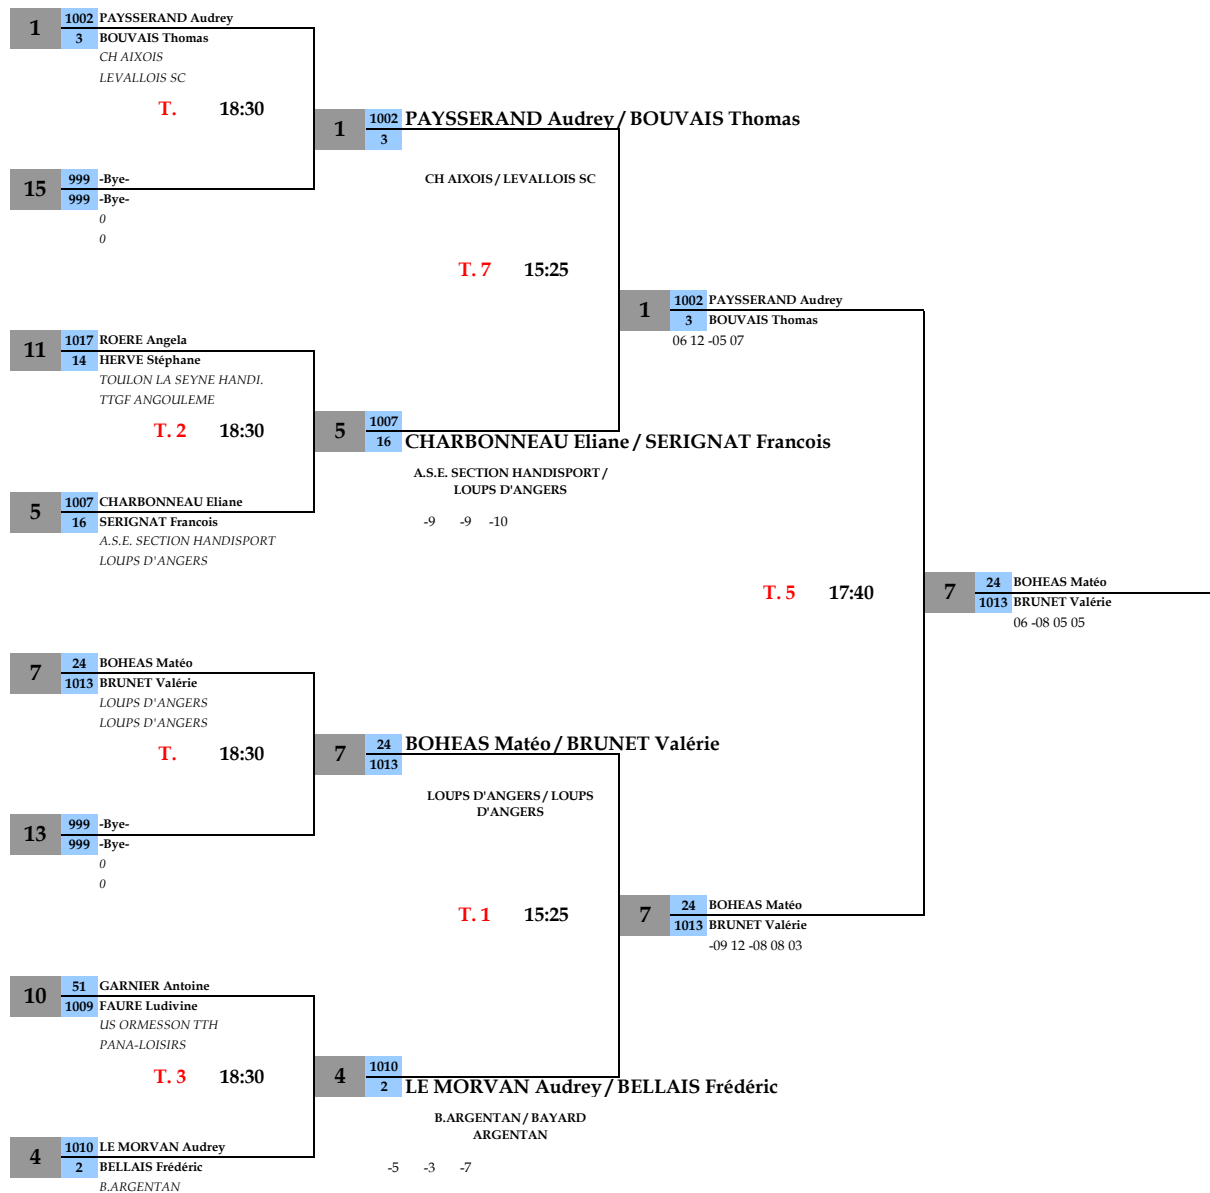 1
1002 PAYSSERAND Audrey
3 BOUVAIS Thomas
CH AIXOIS
LEVALLOIS SC
T. 18:30
15
999 -Bye-
999 -Bye-
0
0
1
1002 PAYSSERAND Audrey / BOUVAIS Thomas
3
CH AIXOIS / LEVALLOIS SC
T. 7 15:25
11
1017 ROERE Angela
14 HERVE Stéphane
TOULON LA SEYNE HANDI.
TTGF ANGOULEME
T. 2 18:30
5
1007 CHARBONNEAU Eliane
16 SERIGNAT Francois
A.S.E. SECTION HANDISPORT
LOUPS D'ANGERS
5
1007
16 CHARBONNEAU Eliane / SERIGNAT Francois
A.S.E. SECTION HANDISPORT /
LOUPS D'ANGERS
-9 -9 -10
1
1002 PAYSSERAND Audrey
3 BOUVAIS Thomas
06 12 -05 07
T. 5 17:40
7
24 BOHEAS Matéo
1013 BRUNET Valérie
06 -08 05 05
7
24 BOHEAS Matéo
1013 BRUNET Valérie
LOUPS D'ANGERS
LOUPS D'ANGERS
T. 18:30
13
999 -Bye-
999 -Bye-
0
0
7
24 BOHEAS Matéo / BRUNET Valérie
1013
LOUPS D'ANGERS / LOUPS
D'ANGERS
T. 1 15:25
7
24 BOHEAS Matéo
1013 BRUNET Valérie
-09 12 -08 08 03
10
51 GARNIER Antoine
1009 FAURE Ludivine
US ORMESSON TTH
PANA-LOISIRS
T. 3 18:30
4
1010 LE MORVAN Audrey
2 BELLAIS Frédéric
B.ARGENTAN
4
1010
2 LE MORVAN Audrey / BELLAIS Frédéric
B.ARGENTAN / BAYARD
ARGENTAN
-5 -3 -7